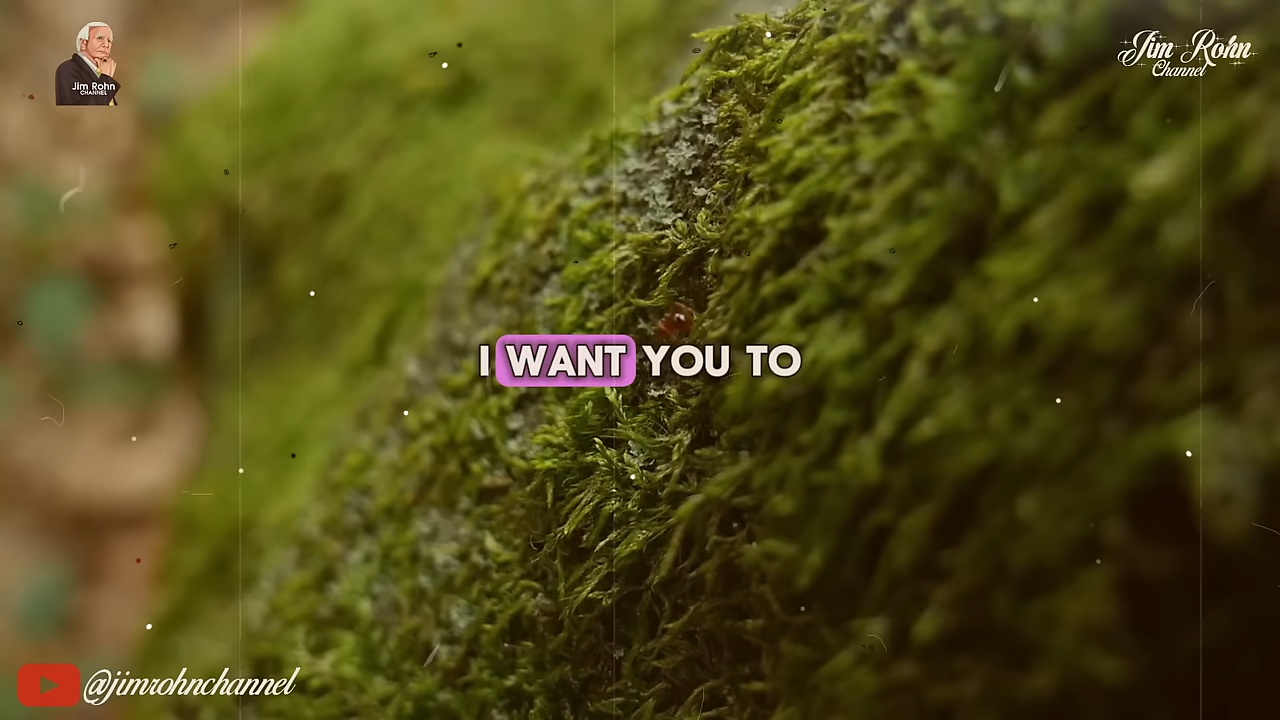 Jim Rohn
CHANNEL
Jim Rohn
Channel
I WANT YOU TO
@jimrohnchannel